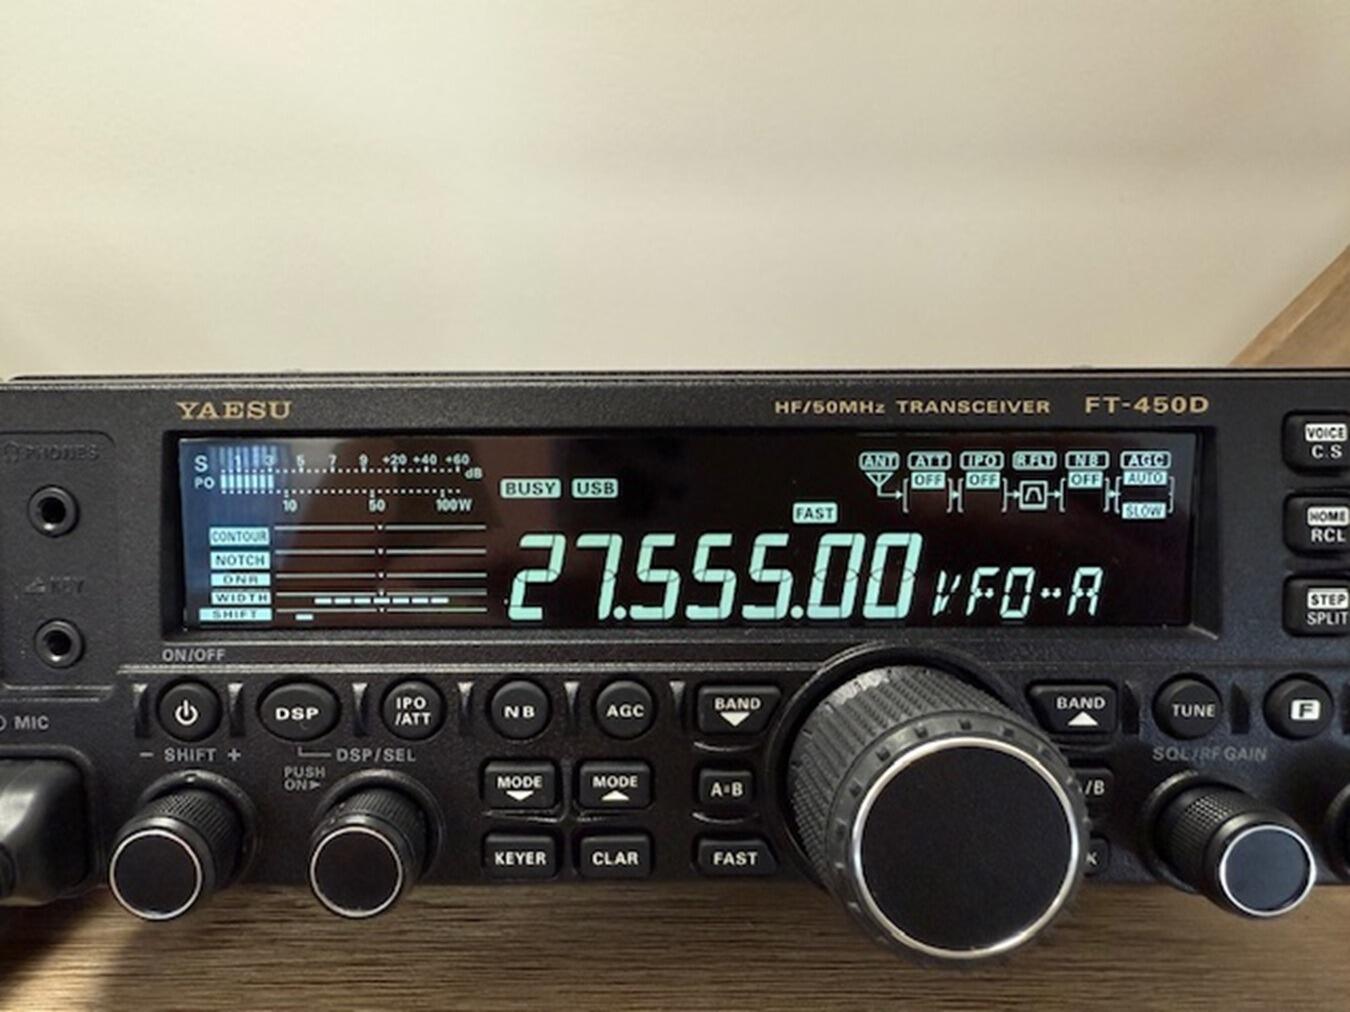 YAESU
HF/50MHz TRANSCEIVER FT-450D
PHONES
S 1 3 5 7 9 +20 +40 +60 dB
PO
10 50 100W
BUSY USB
ANT ATT IPO R.FLT NB AGC
OFF OFF OFF AUTO
SLOW
FAST
CONTOUR
NOTCH
DNR
WIDTH
SHIFT
27.555.00 VFO-A
VOICE
C.S
HOME
RCL
STEP
SPLIT
KEY
ON/OFF
DSP
IPO
/ATT
NB
AGC
BAND
BAND
TUNE
F
MIC
- SHIFT +
DSP/SEL
PUSH
ON
SQL/RF GAIN
MODE
MODE
A=B
/B
KEYER
CLAR
FAST
K